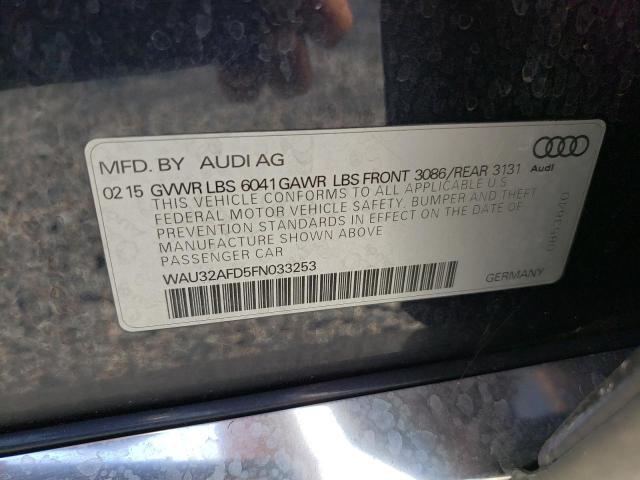 MFD. BY AUDI AG
Audi
02 15 GVWR LBS 6041 GAWR LBS FRONT 3086/REAR 3131
THIS VEHICLE CONFORMS TO ALL APPLICABLE U.S.
FEDERAL MOTOR VEHICLE SAFETY, BUMPER AND THEFT
PREVENTION STANDARDS IN EFFECT ON THE DATE OF
MANUFACTURE SHOWN ABOVE
PASSENGER CAR
WAU32AFD5FN033253
GERMANY
0853640